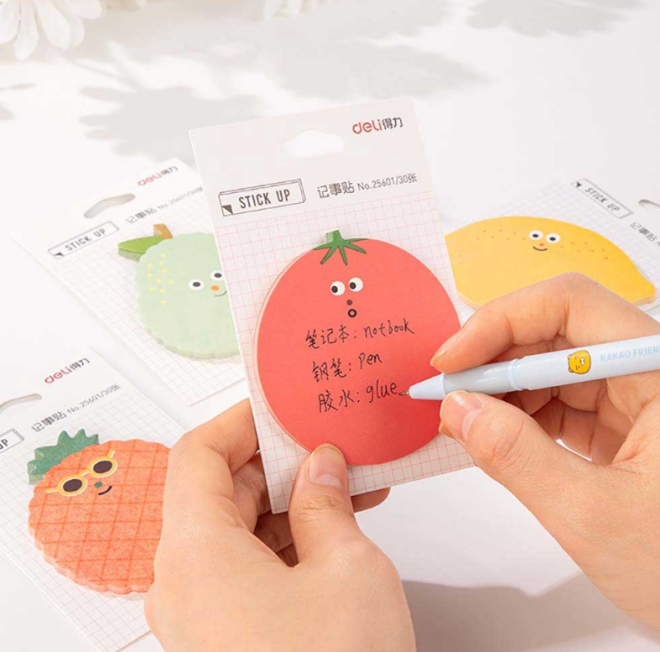 deli得力
STICK UP
记事贴 No.25601/30张
笔记本: notbook
钢笔: pen
胶水: glue
deli得力
STICK UP
记事贴 No.25601/30张
STICK UP
记
deli得力
UP
记事贴 No.25601/30张
KAKAO FRIEN